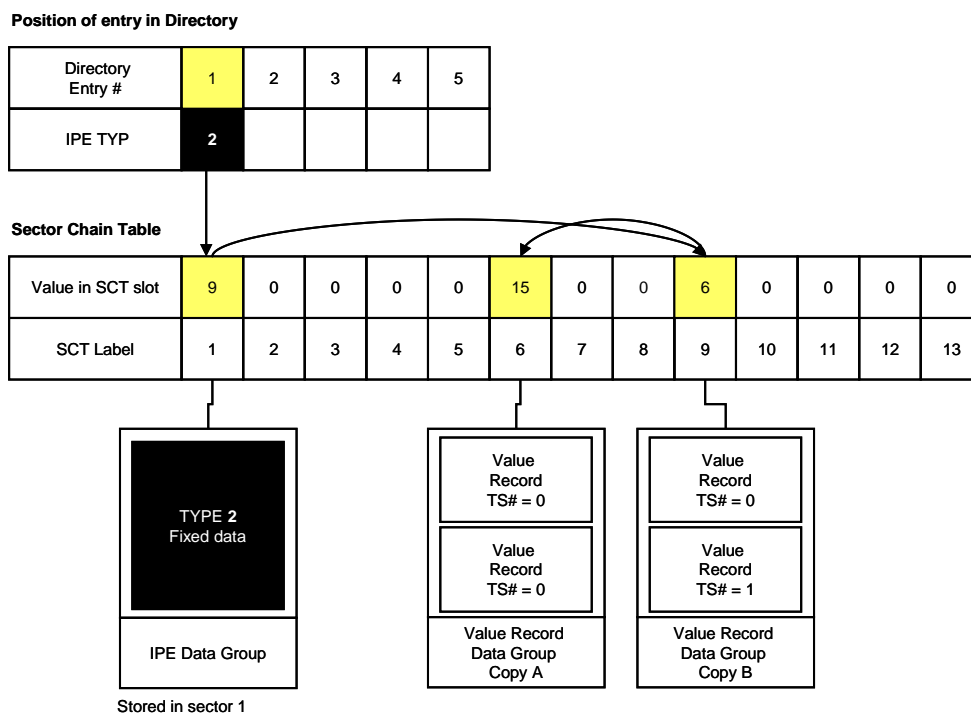 Position of entry in Directory
Directory
Entry #
1 2 3 4 5
IPE TYP 2
Sector Chain Table
Value in SCT slot 9 0 0 0 0 15 0 0 6 0 0 0 0
SCT Label 1 2 3 4 5 6 7 8 9 10 11 12 13
TYPE 2
Fixed data
IPE Data Group
Stored in sector 1
Value
Record
TS# = 0
Value
Record
TS# = 0
Value Record
Data Group
Copy A
Value
Record
TS# = 0
Value
Record
TS# = 1
Value Record
Data Group
Copy B